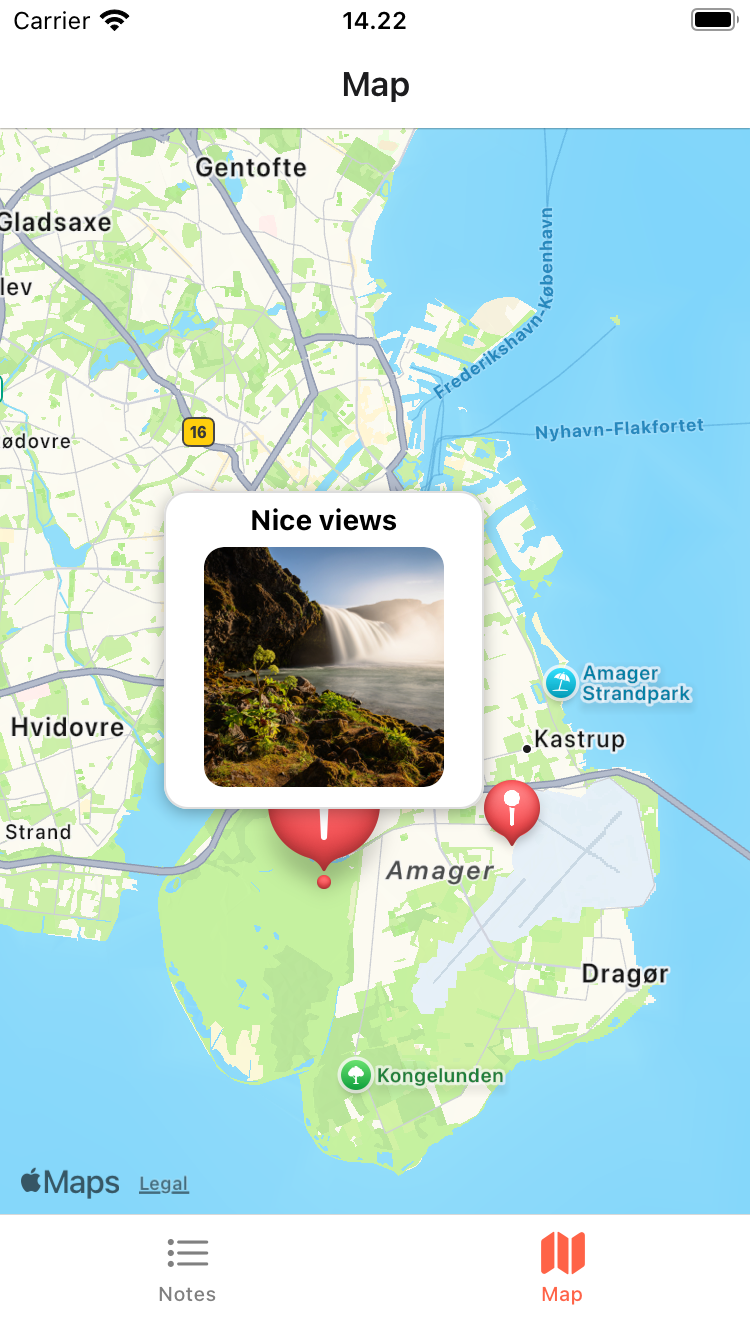 Carrier 14.22
Map
Gentofte
Gladsaxe
lev
Frederikshavn-København
16
Nyhavn-Flakfortet
ødovre
Nice views
Amager
Strandpark
Hvidovre
Kastrup
Strand
Amager
Dragør
Kongelunden
Maps Legal
Notes Map